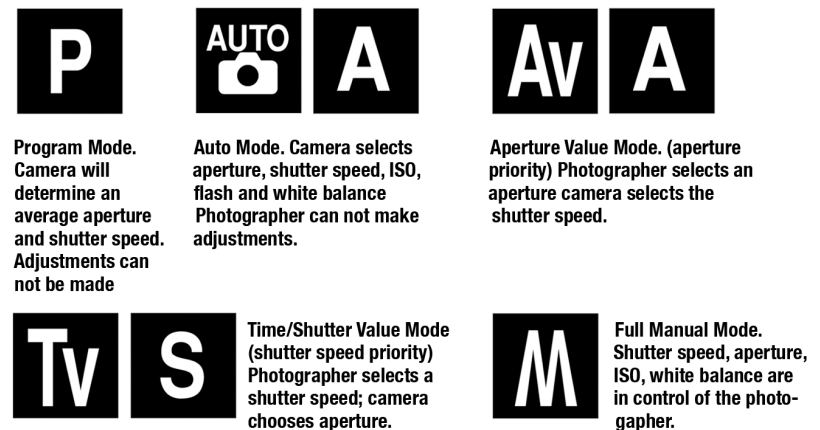 P
Program Mode.
Camera will
determine an
average aperture
and shutter speed.
Adjustments can
not be made
AUTO
A
Auto Mode. Camera selects
aperture, shutter speed, ISO,
flash and white balance
Photographer can not make
adjustments.
Av
A
Aperture Value Mode. (aperture
priority) Photographer selects an
aperture camera selects the
shutter speed.
Tv
S
Time/Shutter Value Mode
(shutter speed priority)
Photographer selects a
shutter speed; camera
chooses aperture.
M
Full Manual Mode.
Shutter speed, aperture,
ISO, white balance are
in control of the photo-
gapher.